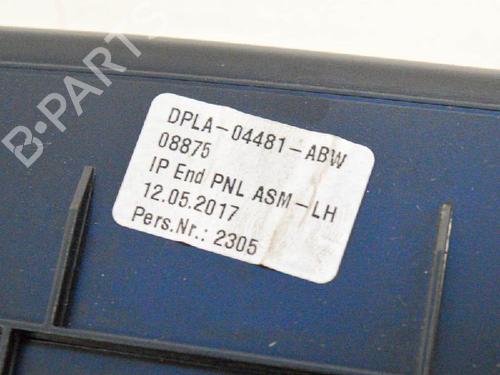 B-PARTS
DPLA-04481-ABW
08875
IP End PNL ASM-LH
12.05.2017
Pers.Nr.: 2305